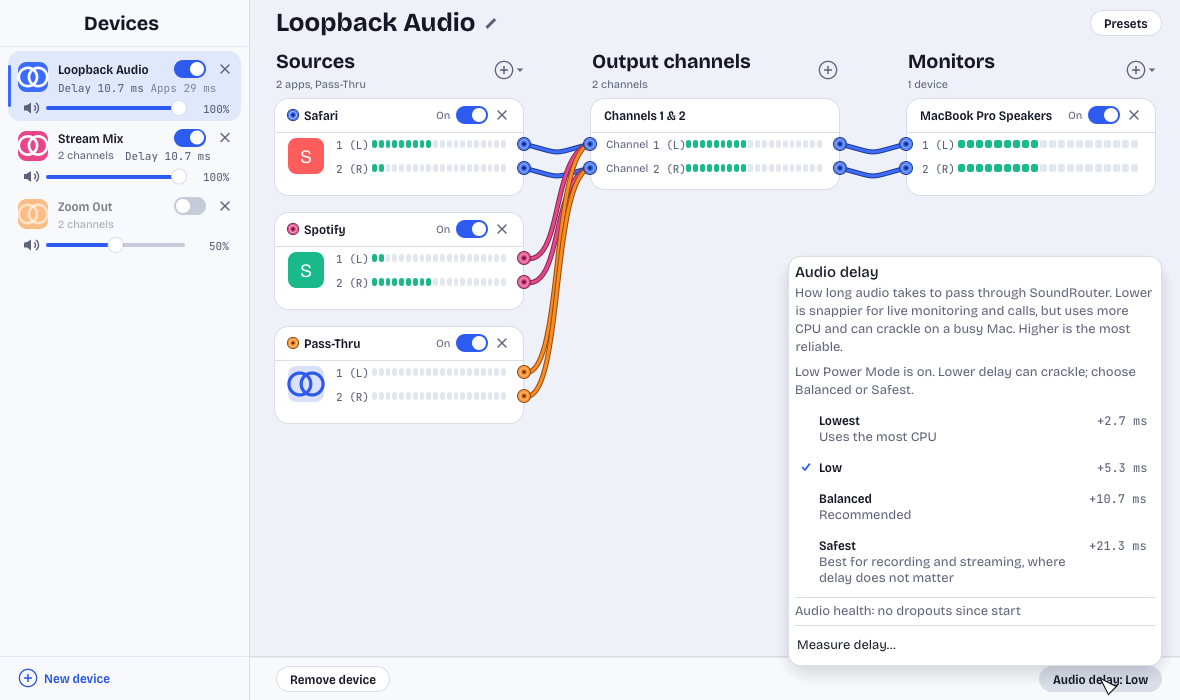 Devices
Loopback Audio
Delay 10.7 ms Apps 29 ms
100%
Stream Mix
2 channels Delay 10.7 ms
100%
Zoom Out
2 channels
50%
New device
Loopback Audio
Presets
Sources
2 apps, Pass-Thru
Safari
On
S
1 (L)
2 (R)
Spotify
On
S
1 (L)
2 (R)
Pass-Thru
On
1 (L)
2 (R)
Output channels
2 channels
Channels 1 & 2
Channel 1 (L)
Channel 2 (R)
Monitors
1 device
MacBook Pro Speakers
On
1 (L)
2 (R)
Audio delay
How long audio takes to pass through SoundRouter. Lower
is snappier for live monitoring and calls, but uses more
CPU and can crackle on a busy Mac. Higher is the most
reliable.
Low Power Mode is on. Lower delay can crackle; choose
Balanced or Safest.
Lowest +2.7 ms
Uses the most CPU
Low +5.3 ms
Balanced +10.7 ms
Recommended
Safest +21.3 ms
Best for recording and streaming, where
delay does not matter
Audio health: no dropouts since start
Measure delay...
Remove device
Audio delay: Low